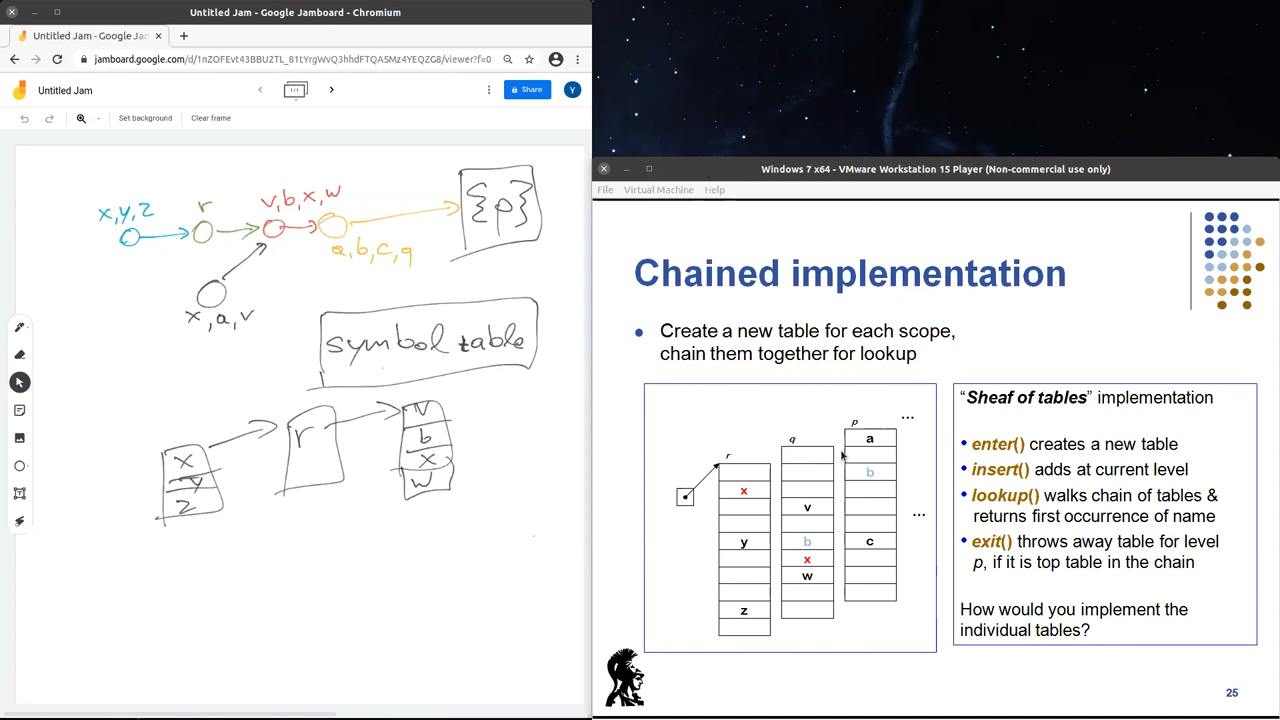 Untitled Jam - Google Jamboard - Chromium
Untitled Jam - Google Jam
jamboard.google.com/d/1nZOFEvt43BBU2TL_81tYrgWvQ3hhdFTQASMz4YEQZG8/viewer?f=0
Untitled Jam
1/1
Share
Y
Set background
Clear frame
x,y,z
r
v,b,x,w
{p}
a,b,c,q
x,a,v
symbol table
x
y
z
r
v
b
x
w
Windows 7 x64 - VMware Workstation 15 Player (Non-commercial use only)
File Virtual Machine Help
Chained implementation
• Create a new table for each scope,
chain them together for lookup
r
x
y
z
q
v
b
x
w
p
a
b
c
...
...
“Sheaf of tables” implementation
• enter() creates a new table
• insert() adds at current level
• lookup() walks chain of tables &
returns first occurrence of name
• exit() throws away table for level
p, if it is top table in the chain
How would you implement the
individual tables?
25